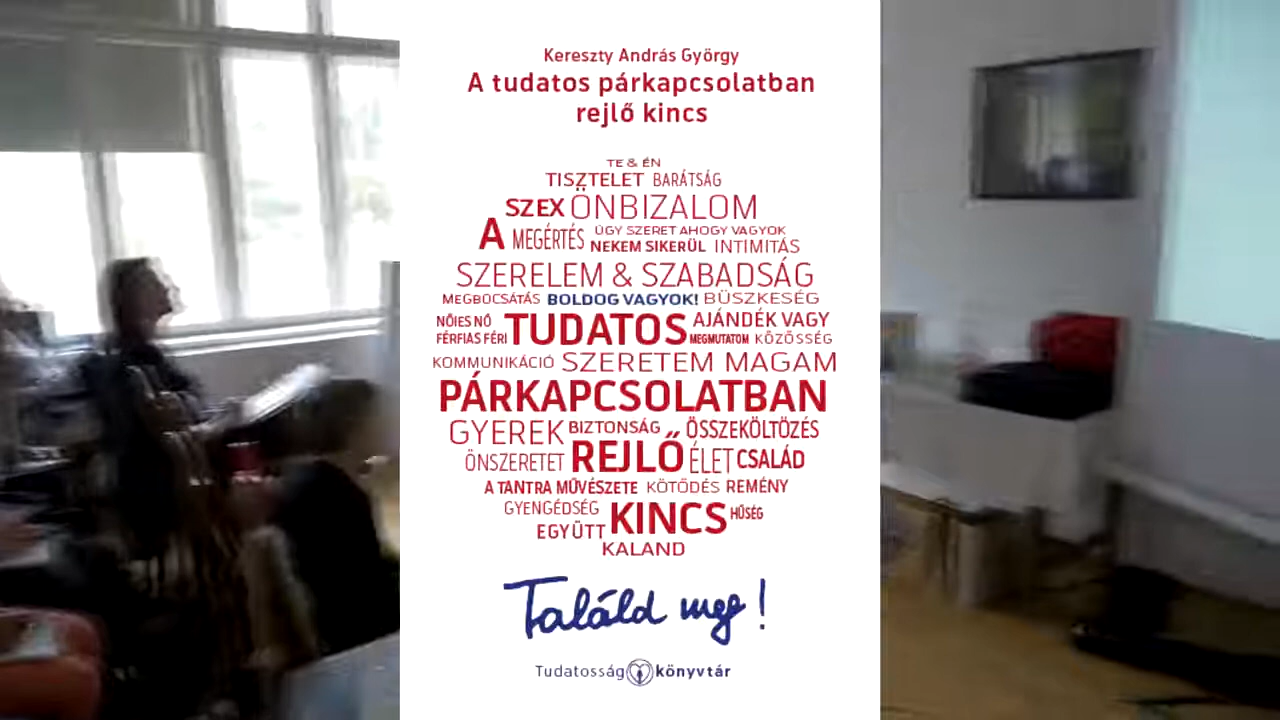 Kereszty András György
A tudatos párkapcsolatban
rejlő kincs
TE & ÉN
TISZTELET BARÁTSÁG
SZEX ÖNBIZALOM
A MEGÉRTÉS ÚGY SZERET AHOGY VAGYOK
NEKEM SIKERÜL INTIMITÁS
SZERELEM & SZABADSÁG
MEGBOCSÁTÁS BOLDOG VAGYOK! BÜSZKESÉG
NŐIES NŐ TUDATOS AJÁNDÉK VAGY
FÉRFIAS FÉRI MEGMUTATOM KÖZÖSSÉG
KOMMUNIKÁCIÓ SZERETEM MAGAM
PÁRKAPCSOLATBAN
GYEREK BIZTONSÁG ÖSSZEKÖLTÖZÉS
ÖNSZERETET REJLŐ ÉLET CSALÁD
A TANTRA MŰVÉSZETE KÖTŐDÉS REMÉNY
GYENGÉDSÉG KINCS HŰSÉG
EGYÜTT
KALAND
Találd meg!
Tudatosság könyvtár